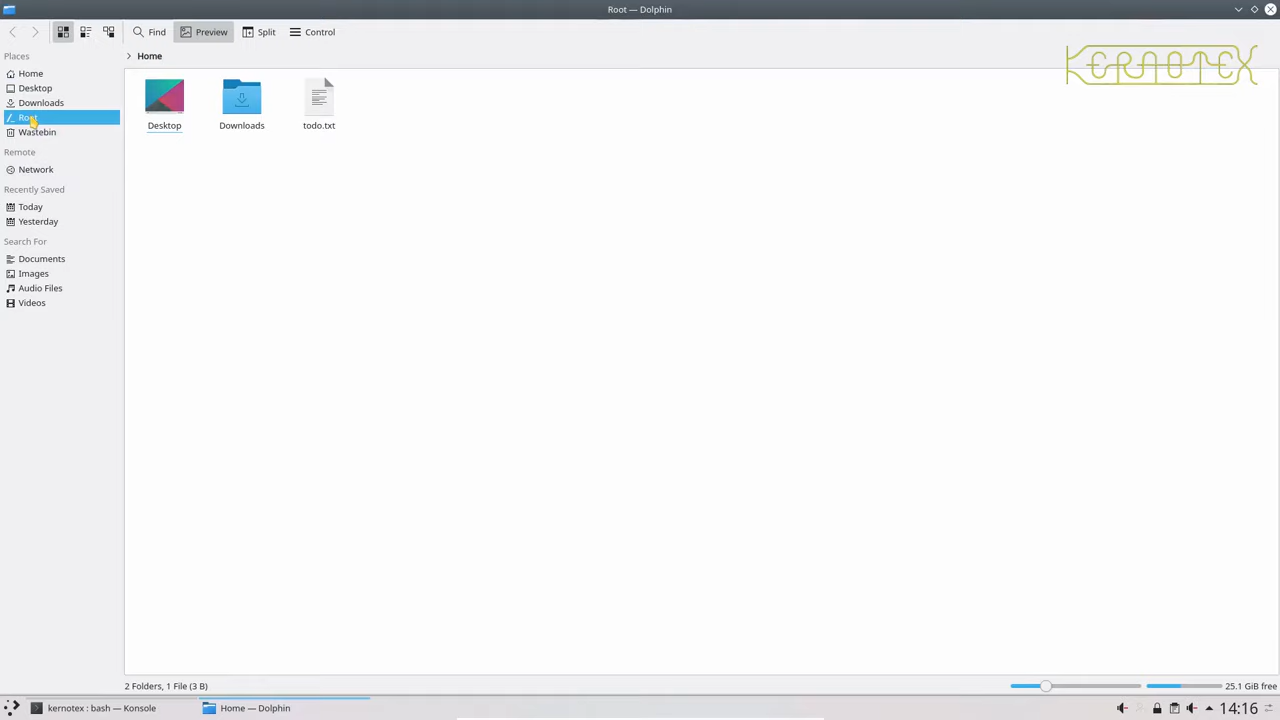 Root — Dolphin
Find
Preview
Split
Control
Places
Home
Desktop
Downloads
Root
Wastebin
Remote
Network
Recently Saved
Today
Yesterday
Search For
Documents
Images
Audio Files
Videos
Home
KERNOTEX
Desktop
Downloads
todo.txt
2 Folders, 1 File (3 B)
25.1 GiB free
kernotex : bash — Konsole
Home — Dolphin
14:16